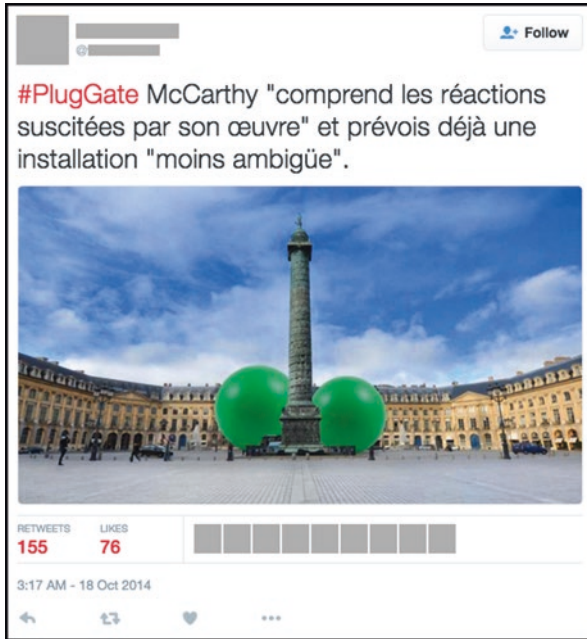 Follow
@
#PlugGate McCarthy "comprend les réactions
suscitées par son œuvre" et prévois déjà une
installation "moins ambigüe".
RETWEETS LIKES
155 76
3:17 AM - 18 Oct 2014